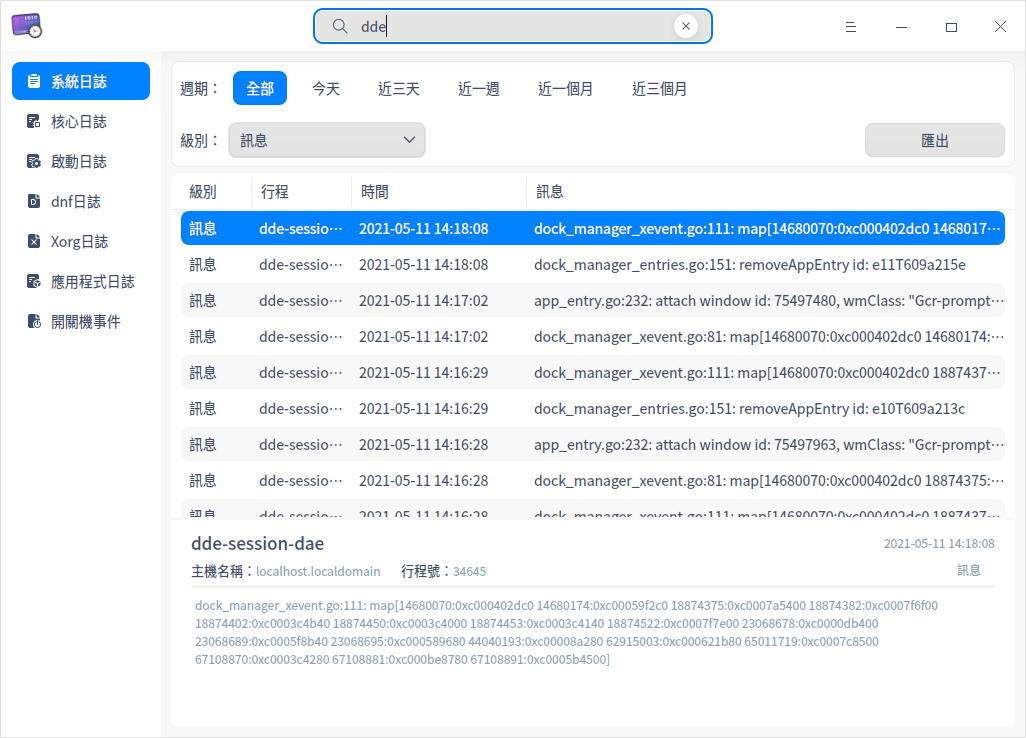 dde
系統日誌
核心日誌
啟動日誌
dnf日誌
Xorg日誌
應用程式日誌
開關機事件
週期： 全部 今天 近三天 近一週 近一個月 近三個月
級別： 訊息 匯出
級別 行程 時間 訊息
訊息 dde-sessio… 2021-05-11 14:18:08 dock_manager_xevent.go:111: map[14680070:0xc000402dc0 1468017…
訊息 dde-sessio… 2021-05-11 14:18:08 dock_manager_entries.go:151: removeAppEntry id: e11T609a215e
訊息 dde-sessio… 2021-05-11 14:17:02 app_entry.go:232: attach window id: 75497480, wmClass: "Gcr-prompt…
訊息 dde-sessio… 2021-05-11 14:17:02 dock_manager_xevent.go:81: map[14680070:0xc000402dc0 14680174:…
訊息 dde-sessio… 2021-05-11 14:16:29 dock_manager_xevent.go:111: map[14680070:0xc000402dc0 1887437…
訊息 dde-sessio… 2021-05-11 14:16:29 dock_manager_entries.go:151: removeAppEntry id: e10T609a213c
訊息 dde-sessio… 2021-05-11 14:16:28 app_entry.go:232: attach window id: 75497963, wmClass: "Gcr-prompt…
訊息 dde-sessio… 2021-05-11 14:16:28 dock_manager_xevent.go:81: map[14680070:0xc000402dc0 18874375:…
訊息 dde-sessio… 2021-05-11 14:16:28 dock_manager_xevent.go:111: map[14680070:0xc000402dc0 1887437…
dde-session-dae 2021-05-11 14:18:08
主機名稱：localhost.localdomain 行程號：34645 訊息
dock_manager_xevent.go:111: map[14680070:0xc000402dc0 14680174:0xc00059f2c0 18874375:0xc0007a5400 18874382:0xc0007f6f00
18874402:0xc0003c4b40 18874450:0xc0003c4000 18874453:0xc0003c4140 18874522:0xc0007f7e00 23068678:0xc0000db400
23068689:0xc0005f8b40 23068695:0xc000589680 44040193:0xc00008a280 62915003:0xc000621b80 65011719:0xc0007c8500
67108870:0xc0003c4280 67108881:0xc000be8780 67108891:0xc0005b4500]